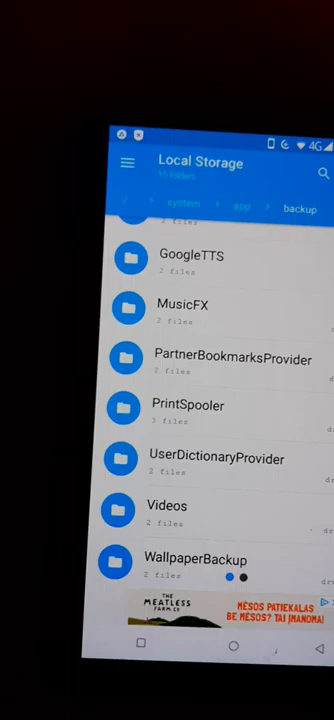 4G
Local Storage
15 folders
/ system app backup
2 files
GoogleTTS
2 files
MusicFX
2 files
PartnerBookmarksProvider
2 files
PrintSpooler
3 files
UserDictionaryProvider
2 files
Videos
2 files
WallpaperBackup
2 files
THE
MEATLESS
FARM CO
MĖSOS PATIEKALAS
BE MĖSOS? TAI ĮMANOMA!